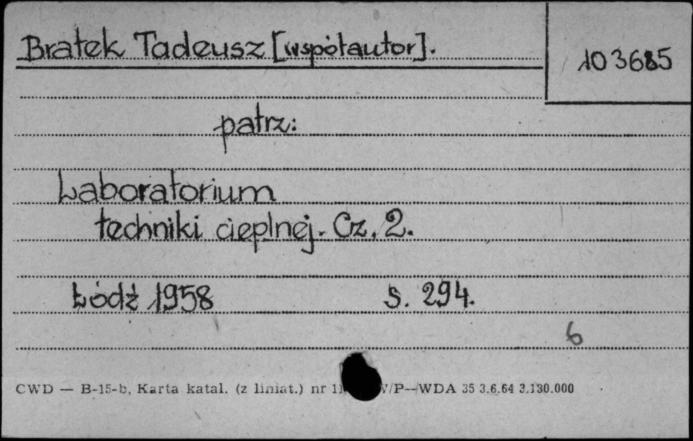 Bratek Tadeusz [współautor].
103685
patrz:
Laboratorium
techniki cieplnej. Cz. 2.
Łódź 1958 s. 294.
6
CWD — B-15-b, Karta katal. (z liniat.) nr /P—WDA 35 3.6.64 3.130.000